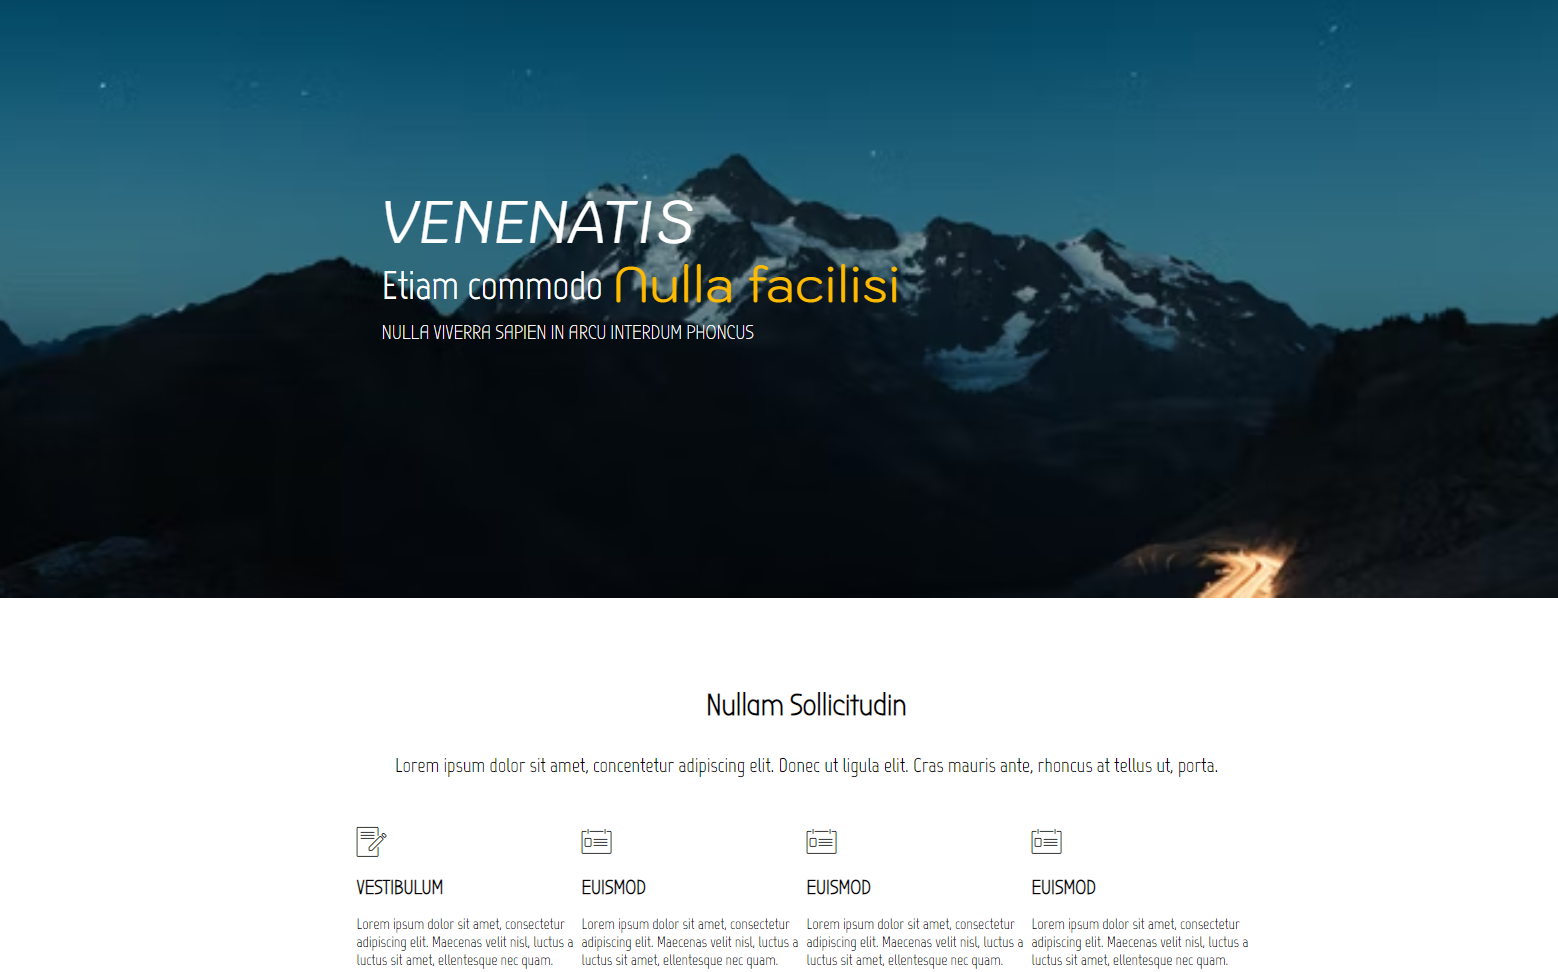 VENENATIS
Etiam commodo Nulla facilisi
NULLA VIVERRA SAPIEN IN ARCU INTERDUM PHONCUS
Nullam Sollicitudin
Lorem ipsum dolor sit amet, concentetur adipiscing elit. Donec ut ligula elit. Cras mauris ante, rhoncus at tellus ut, porta.
VESTIBULUM
Lorem ipsum dolor sit amet, consectetur
adipiscing elit. Maecenas velit nisl, luctus a
luctus sit amet, ellentesque nec quam.
EUISMOD
Lorem ipsum dolor sit amet, consectetur
adipiscing elit. Maecenas velit nisl, luctus a
luctus sit amet, ellentesque nec quam.
EUISMOD
Lorem ipsum dolor sit amet, consectetur
adipiscing elit. Maecenas velit nisl, luctus a
luctus sit amet, ellentesque nec quam.
EUISMOD
Lorem ipsum dolor sit amet, consectetur
adipiscing elit. Maecenas velit nisl, luctus a
luctus sit amet, ellentesque nec quam.